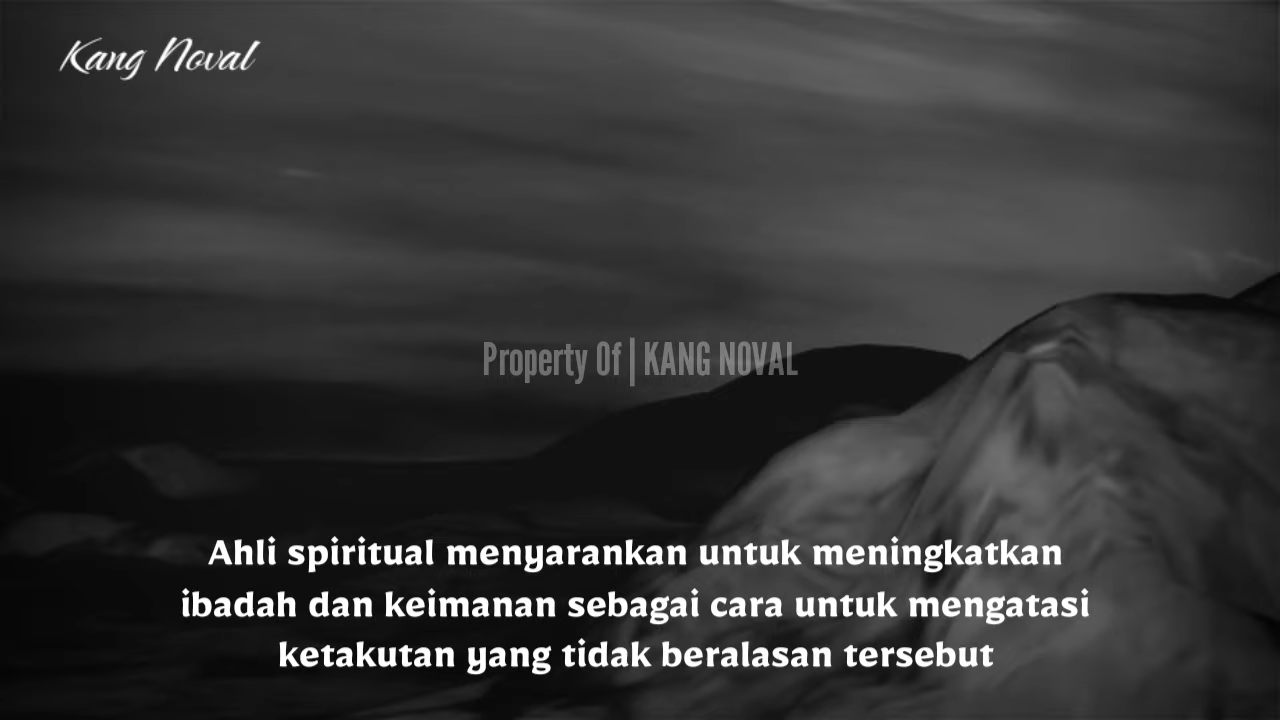 Kang Noval
Property Of | KANG NOVAL
Ahli spiritual menyarankan untuk meningkatkan
ibadah dan keimanan sebagai cara untuk mengatasi
ketakutan yang tidak beralasan tersebut